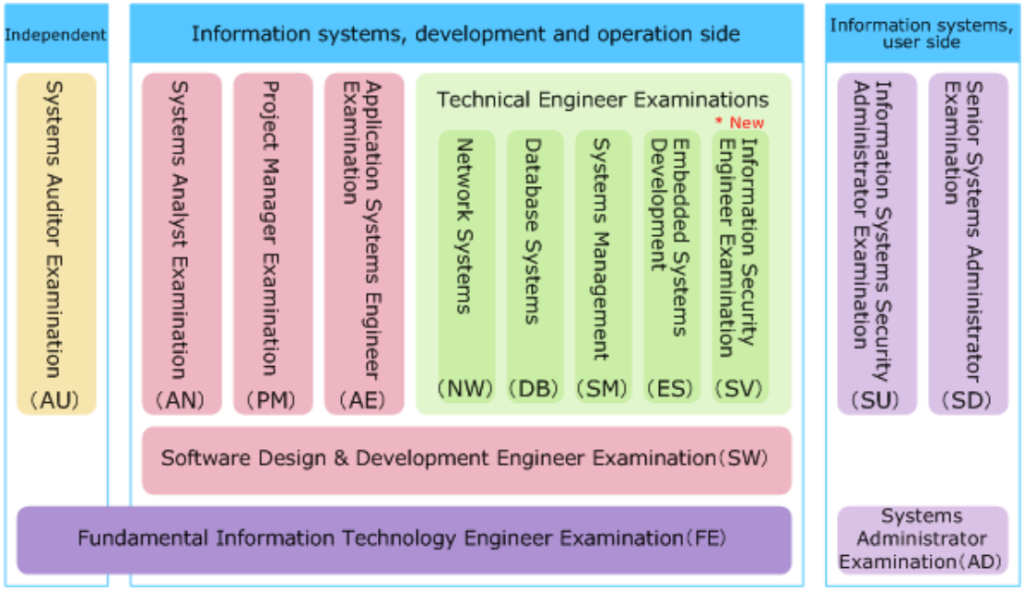 Independent
Systems Auditor Examination
(AU)
Information systems, development and operation side
Systems Analyst Examination
(AN)
Project Manager Examination
(PM)
Application Systems Engineer
Examination
(AE)
Technical Engineer Examinations
* New
Network Systems
(NW)
Database Systems
(DB)
Systems Management
(SM)
Embedded Systems
Development
(ES)
Information Security
Engineer Examination
(SV)
Software Design & Development Engineer Examination(SW)
Fundamental Information Technology Engineer Examination(FE)
Information systems,
user side
Information Systems Security
Administrator Examination
(SU)
Senior Systems Administrator
Examination
(SD)
Systems
Administrator
Examination(AD)